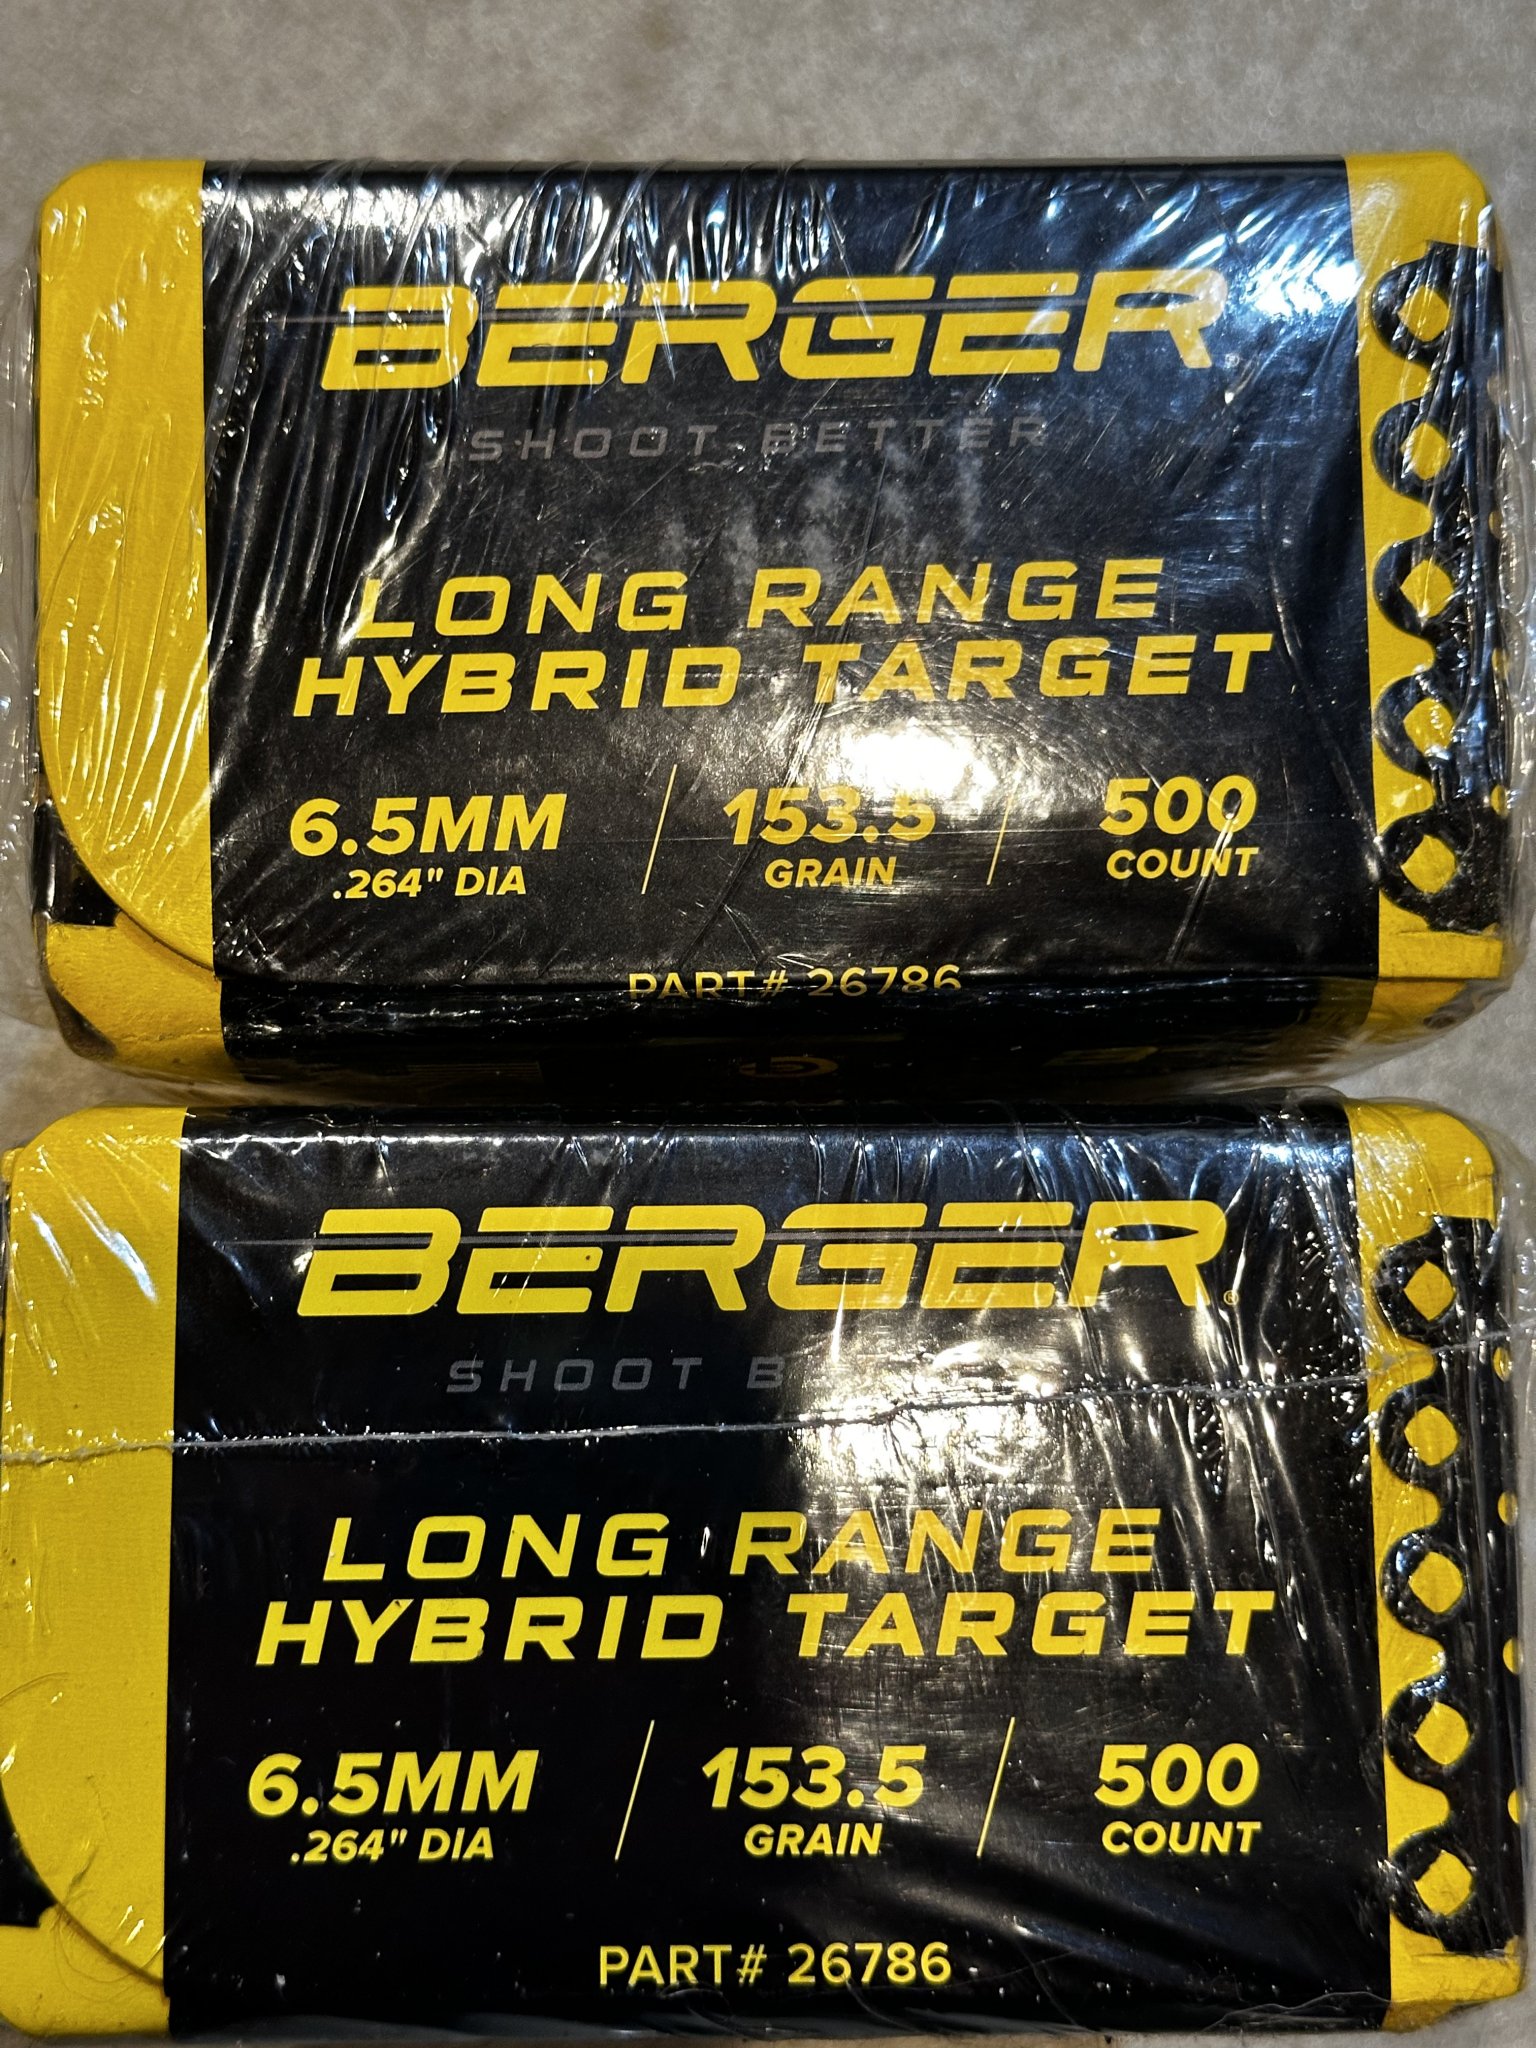 BERGER
SHOOT BETTER
LONG RANGE
HYBRID TARGET
6.5MM
.264" DIA
153.5
GRAIN
500
COUNT
PART# 26786
BERGER®
SHOOT
LONG RANGE
HYBRID TARGET
6.5MM
.264" DIA
153.5
GRAIN
500
COUNT
PART# 26786